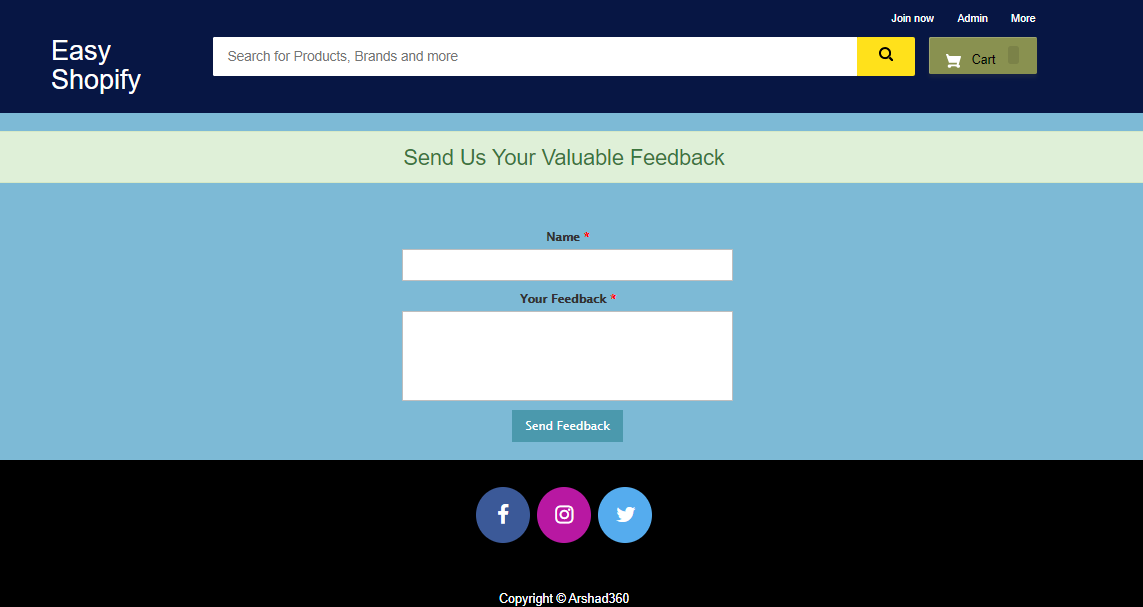 Join now Admin More
Easy
Shopify
Search for Products, Brands and more
Cart
Send Us Your Valuable Feedback
Name *
Your Feedback *
Send Feedback
Copyright © Arshad360